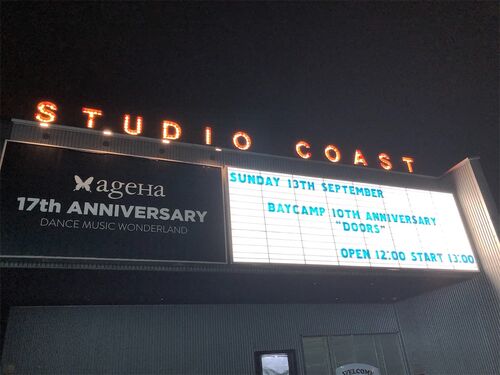 STUDIO COAST
ageHa
17th ANNIVERSARY
DANCE MUSIC WONDERLAND
SUNDAY 13TH SEPTEMBER
BAYCAMP 10TH ANNIVERSARY
"DOORS"
OPEN 12:00 START 13:00
WELCOME